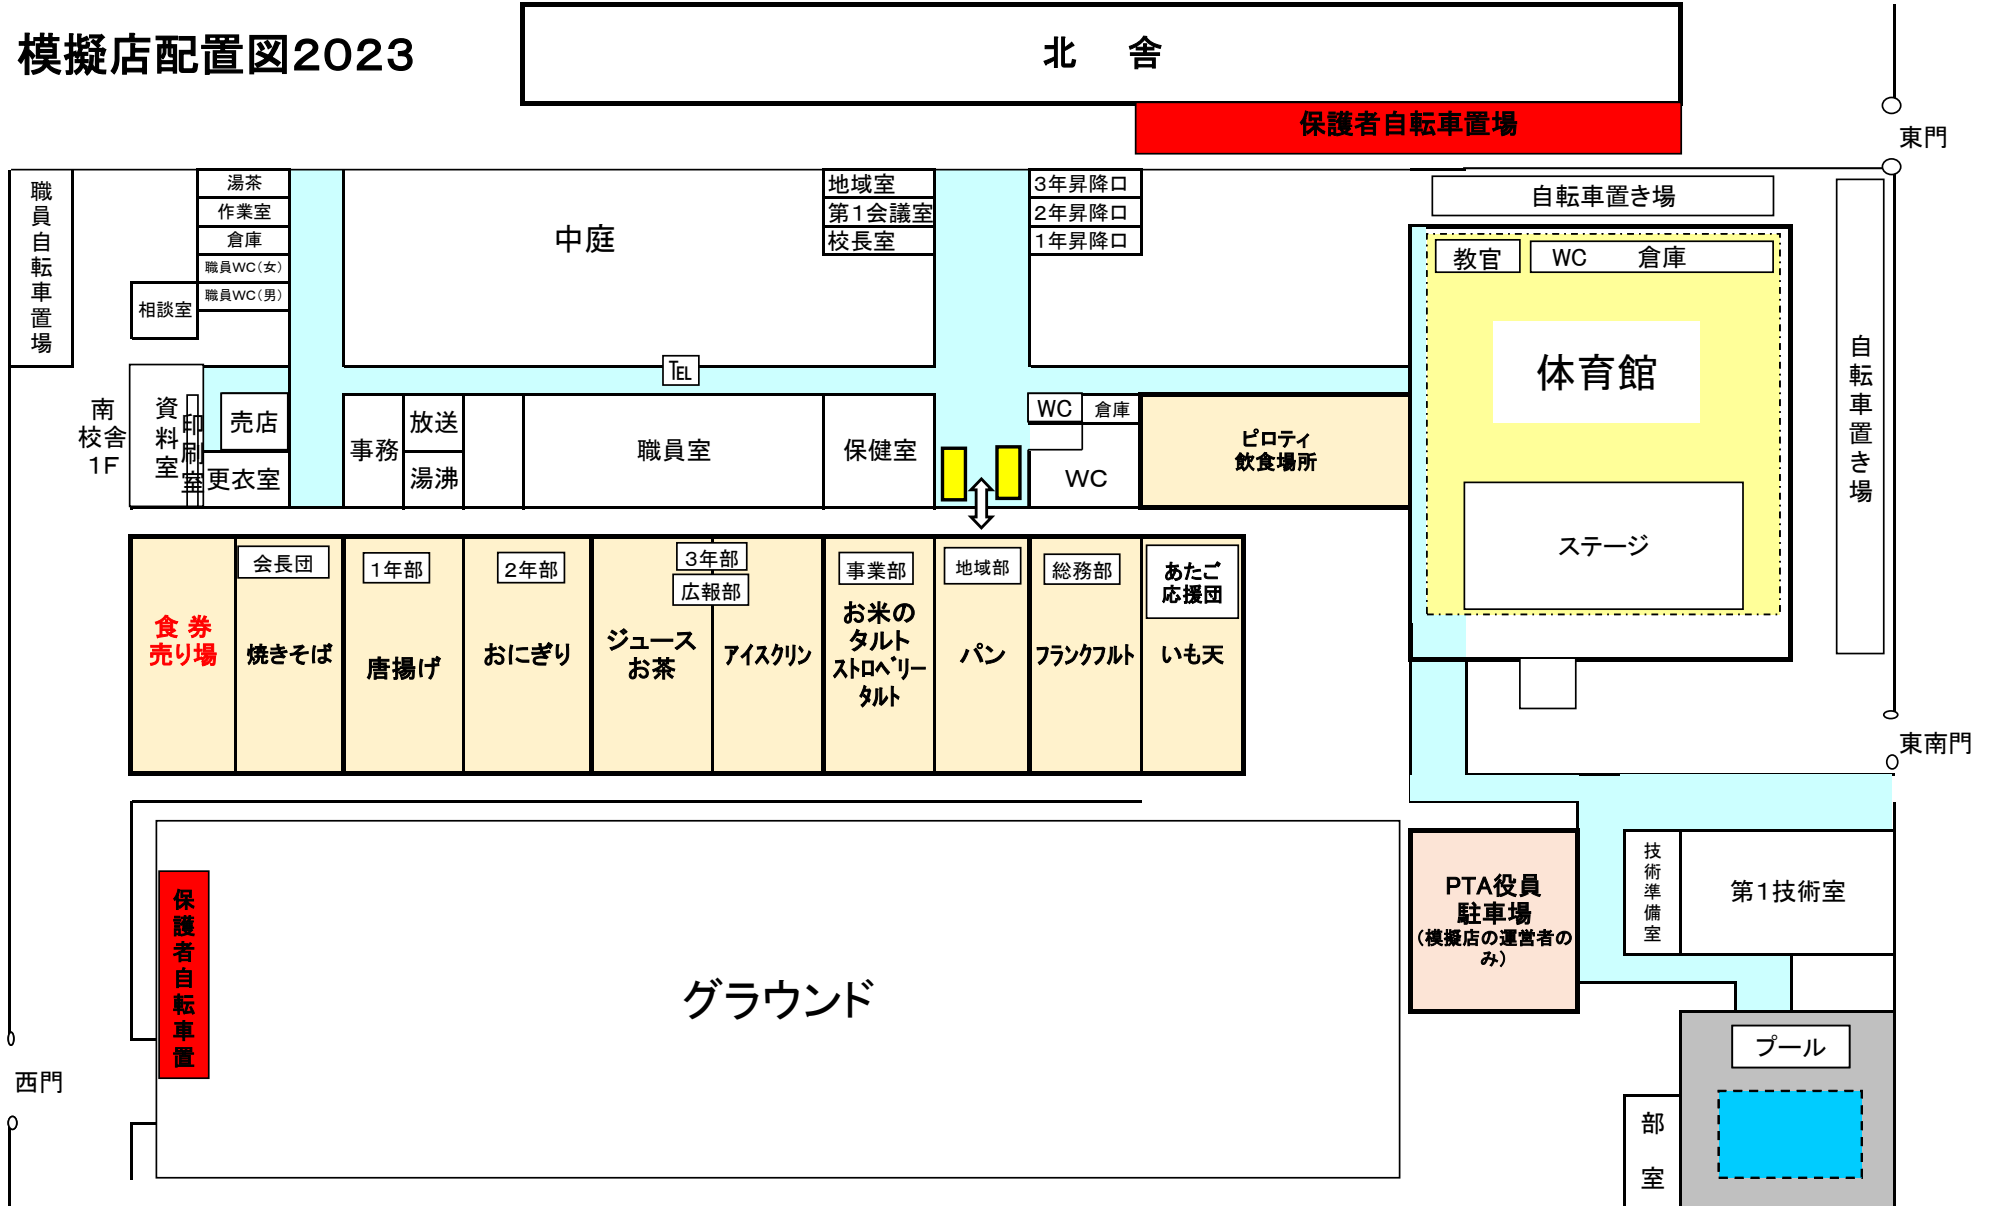 模擬店配置図2023
北　舎
保護者自転車置場
東門
職員自転車置場
湯茶
作業室
倉庫
職員WC(女)
職員WC(男)
相談室
中庭
地域室
第1会議室
校長室
3年昇降口
2年昇降口
1年昇降口
自転車置き場
教官
WC
倉庫
体育館
ステージ
自転車置き場
TEL
南
校舎
1F
資料室
印刷室
売店
更衣室
事務
放送
湯沸
職員室
保健室
WC
倉庫
WC
ピロティ
飲食場所
食 券
売り場
会長団
焼きそば
1年部
唐揚げ
2年部
おにぎり
3年部
広報部
ジュース
お茶
アイスクリン
事業部
お米の
タルト
ストロベリー
タルト
地域部
パン
総務部
フランクフルト
あたご
応援団
いも天
東南門
保護者自転車置
グラウンド
PTA役員
駐車場
(模擬店の運営者の
み)
技術準備室
第1技術室
プール
部室
西門